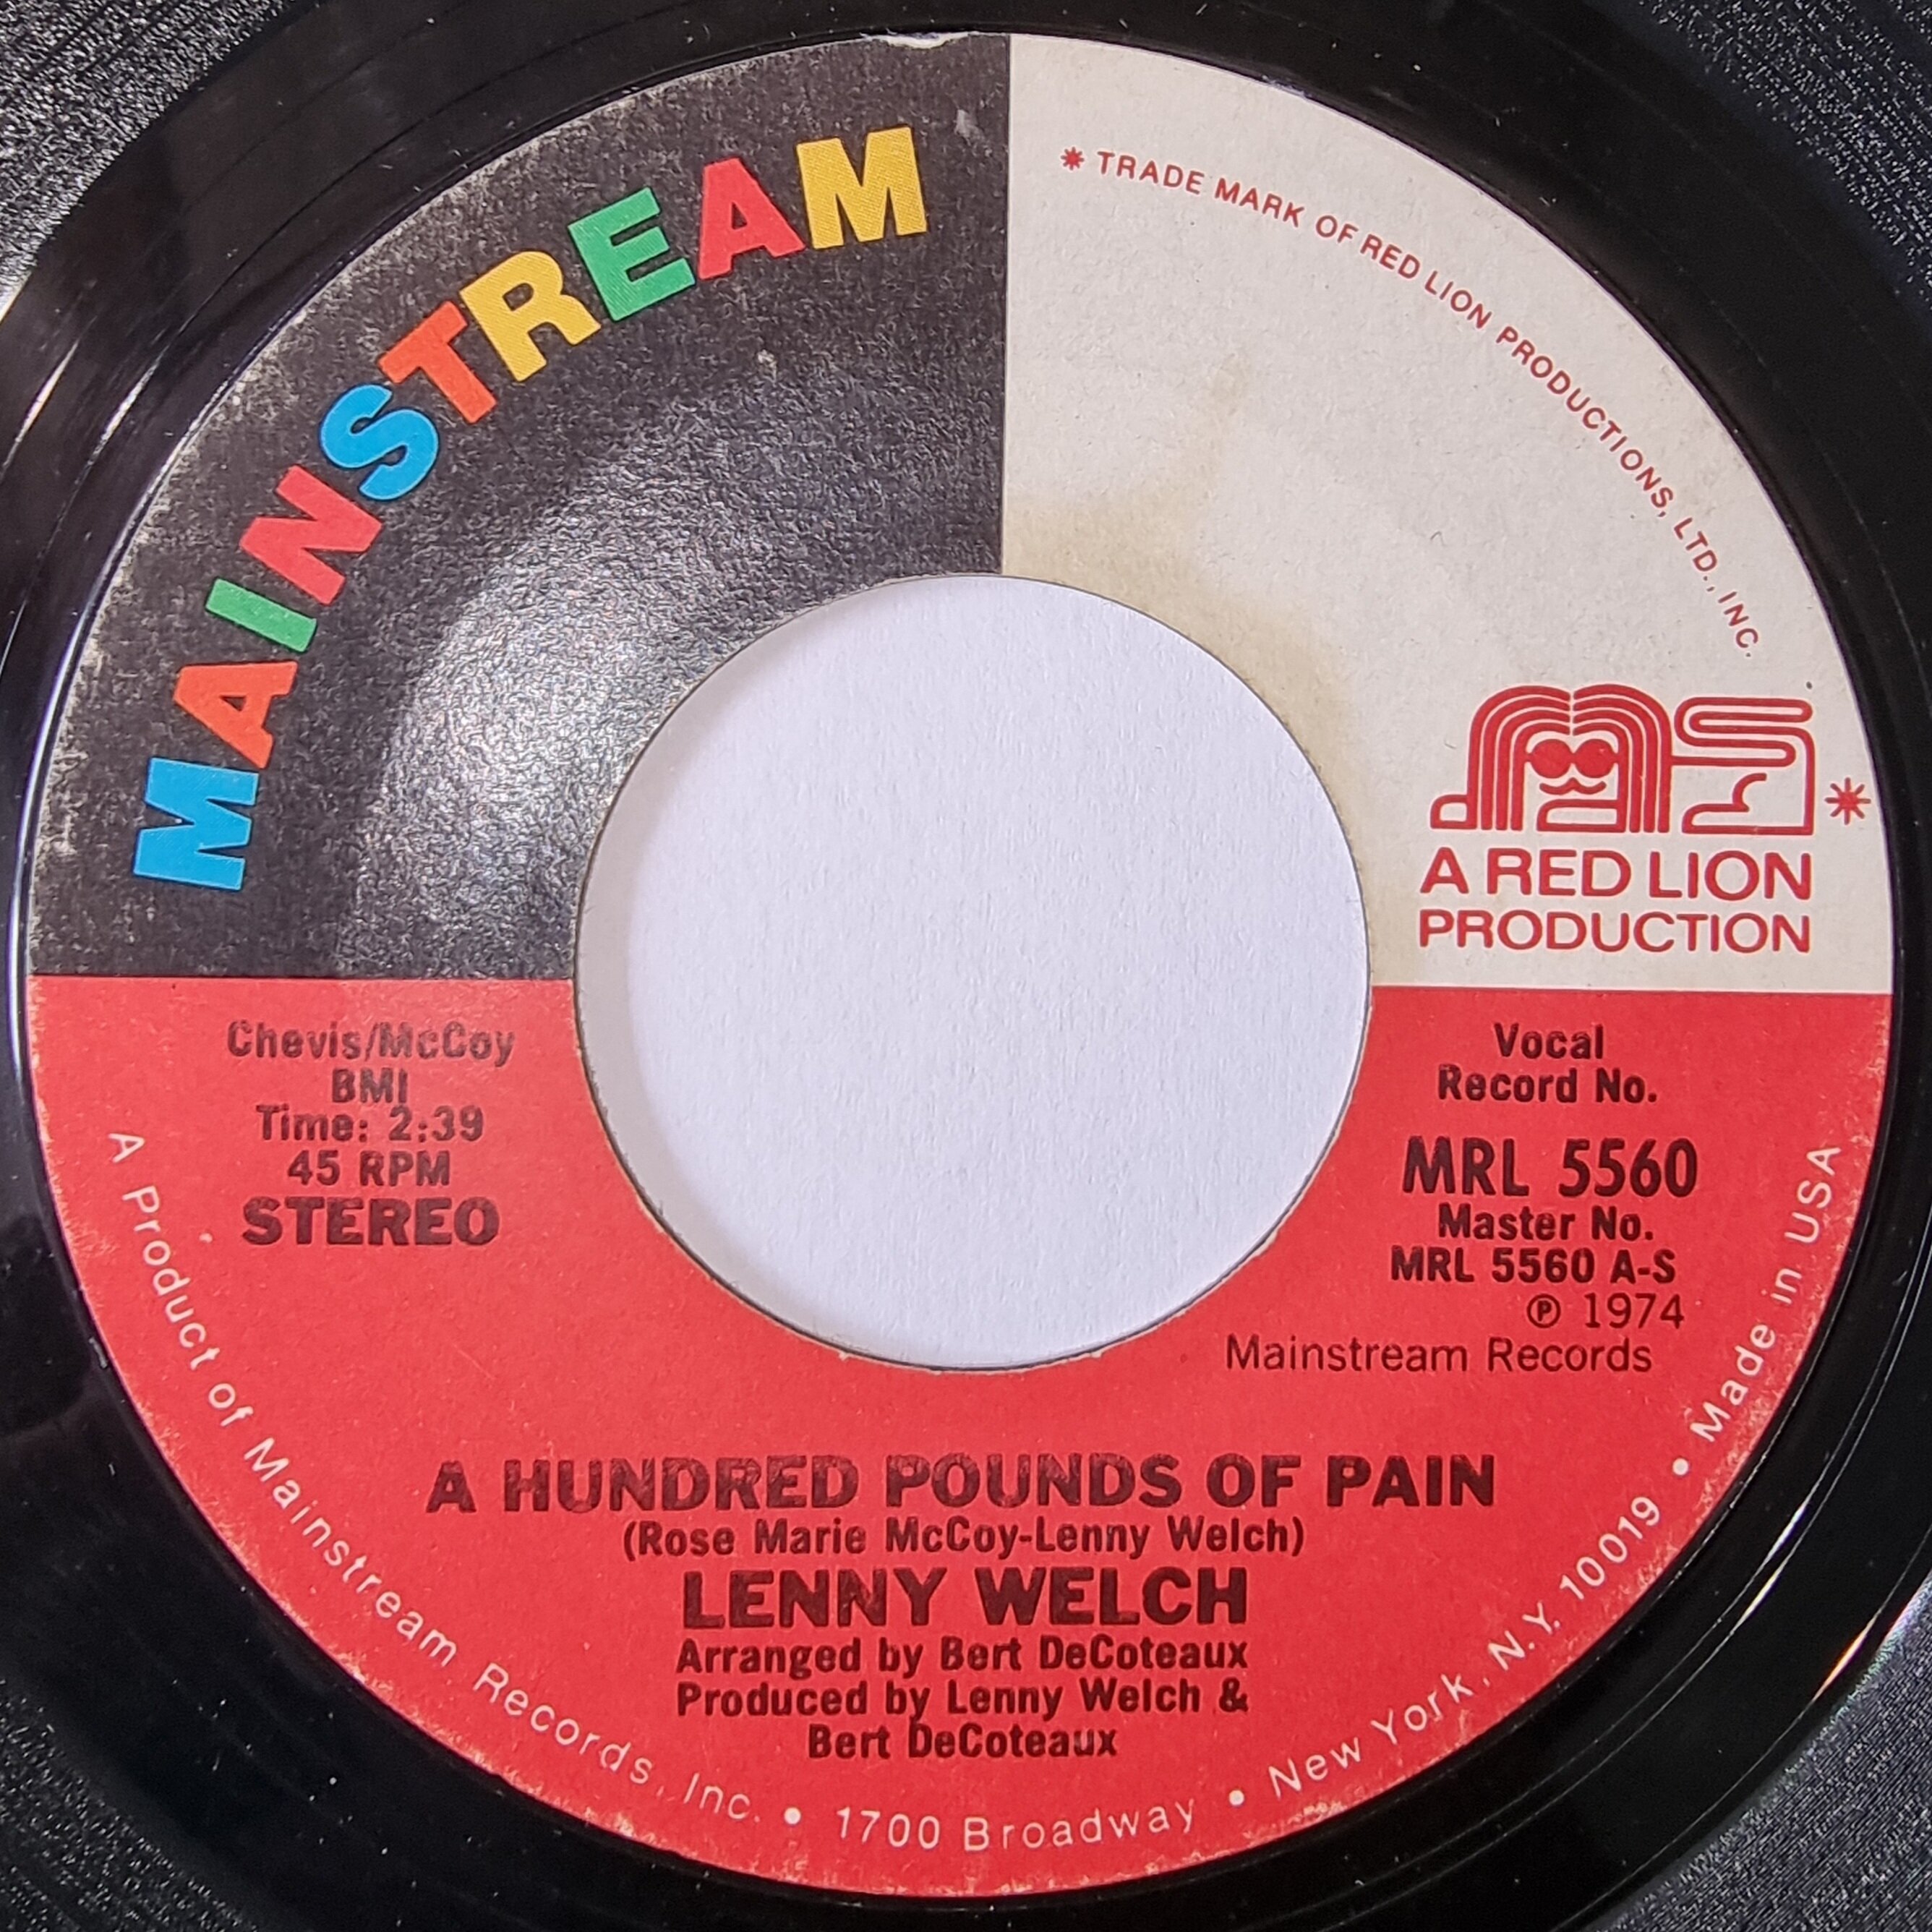 MAINSTREAM
* TRADE MARK OF RED LION PRODUCTIONS, LTD., INC.
ms*
A RED LION
PRODUCTION
Chevis/McCoy
BMI
Time: 2:39
45 RPM
STEREO
Vocal
Record No.
MRL 5560
Master No.
MRL 5560 A-S
℗ 1974
Mainstream Records
A HUNDRED POUNDS OF PAIN
(Rose Marie McCoy-Lenny Welch)
LENNY WELCH
Arranged by Bert DeCoteaux
Produced by Lenny Welch &
Bert DeCoteaux
A Product of Mainstream Records, Inc. • 1700 Broadway • New York, N.Y. 10019 • Made in USA